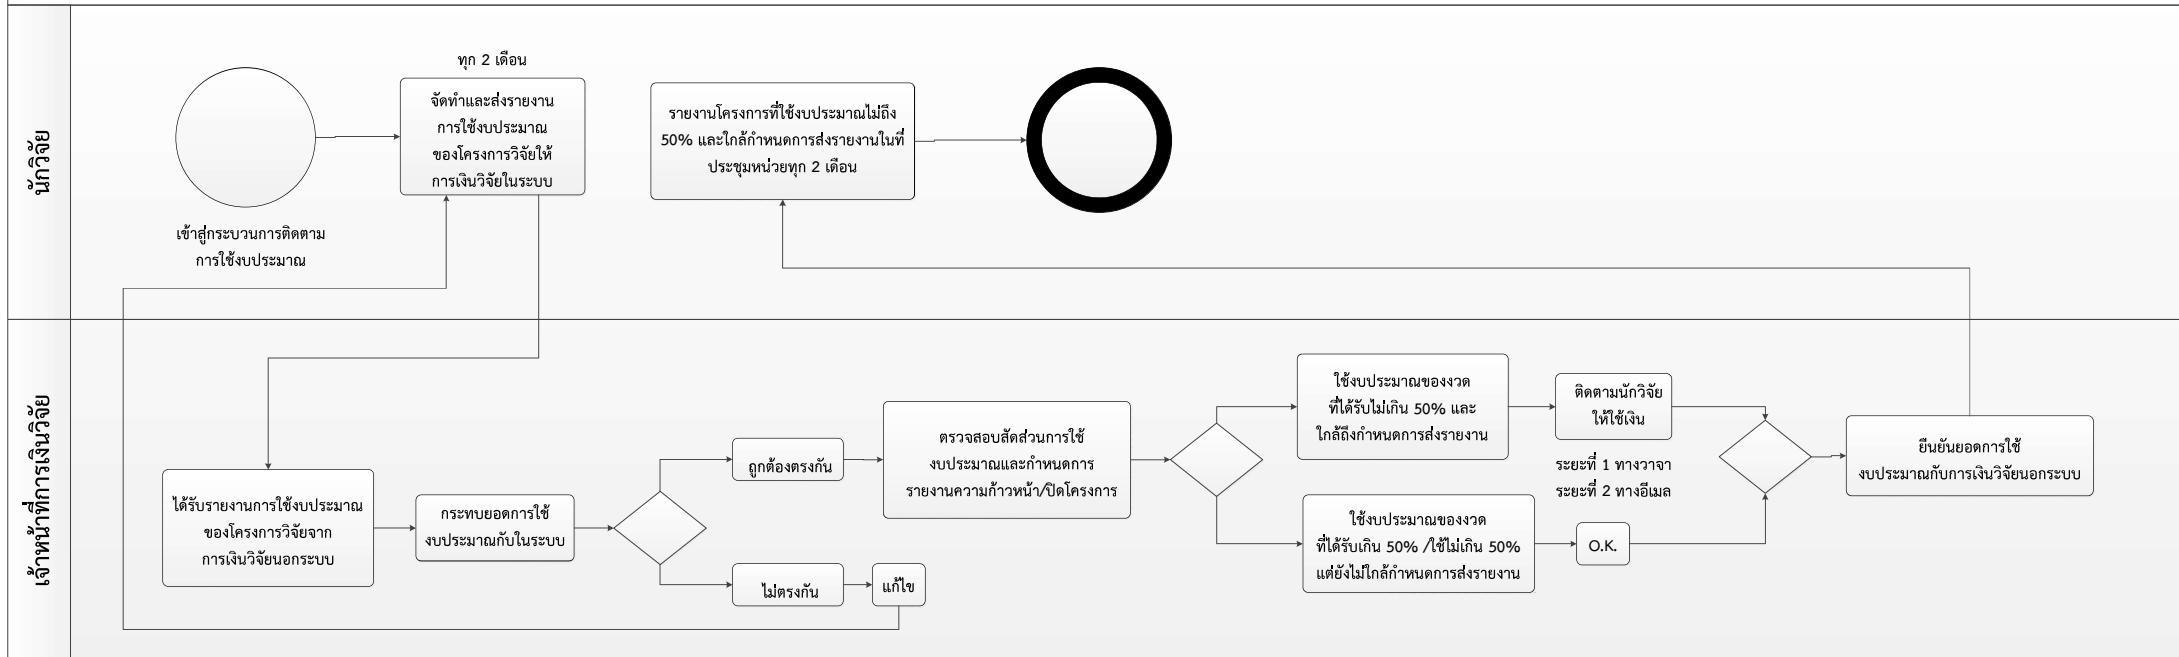 นักวิจัย
ทุก 2 เดือน
จัดทำและส่งรายงาน
การใช้งบประมาณ
ของโครงการวิจัยให้
การเงินวิจัยในระบบ
เข้าสู่กระบวนการติดตาม
การใช้งบประมาณ
รายงานโครงการที่ใช้งบประมาณไม่ถึง
50% และใกล้กำหนดการส่งรายงานในที่
ประชุมหน่วยทุก 2 เดือน
เจ้าหน้าที่การเงินวิจัย
ได้รับรายงานการใช้งบประมาณ
ของโครงการวิจัยจาก
การเงินวิจัยนอกระบบ
กระทบยอดการใช้
งบประมาณกับในระบบ
ถูกต้องตรงกัน
ไม่ตรงกัน
แก้ไข
ตรวจสอบสัดส่วนการใช้
งบประมาณและกำหนดการ
รายงานความก้าวหน้า/ปิดโครงการ
ใช้งบประมาณของงวด
ที่ได้รับไม่เกิน 50% และ
ใกล้ถึงกำหนดการส่งรายงาน
ติดตามนักวิจัย
ให้ใช้เงิน
ระยะที่ 1 ทางวาจา
ระยะที่ 2 ทางอีเมล
ใช้งบประมาณของงวด
ที่ได้รับเกิน 50% /ใช้ไม่เกิน 50%
แต่ยังไม่ใกล้กำหนดการส่งรายงาน
O.K.
ยืนยันยอดการใช้
งบประมาณกับการเงินวิจัยนอกระบบ